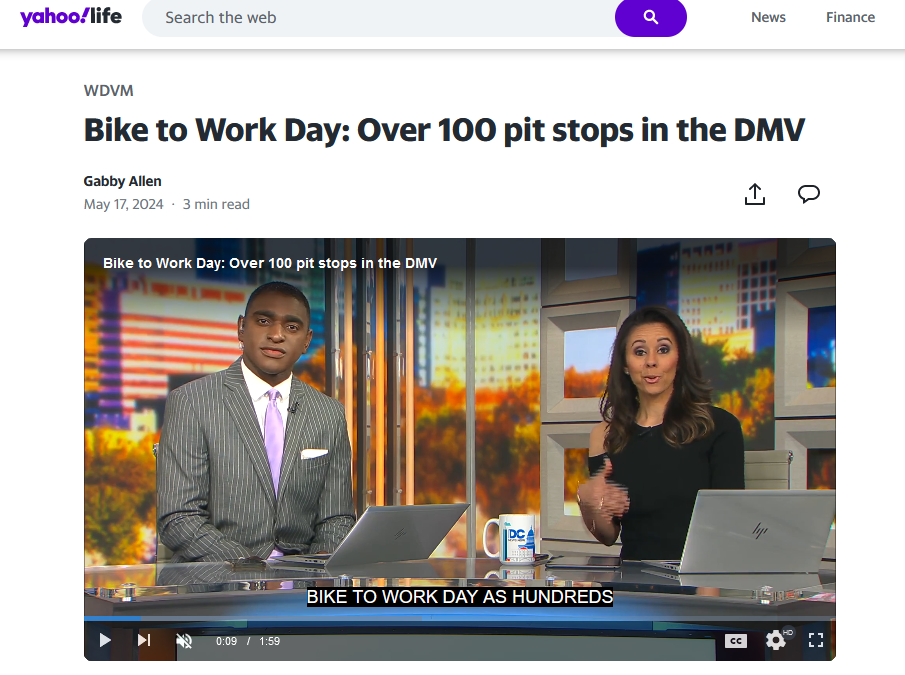 yahoo!life
Search the web
News
Finance
WDVM
Bike to Work Day: Over 100 pit stops in the DMV
Gabby Allen
May 17, 2024 · 3 min read
Bike to Work Day: Over 100 pit stops in the DMV
hp
DC
hp
BIKE TO WORK DAY AS HUNDREDS
0:09 / 1:59
CC
HD